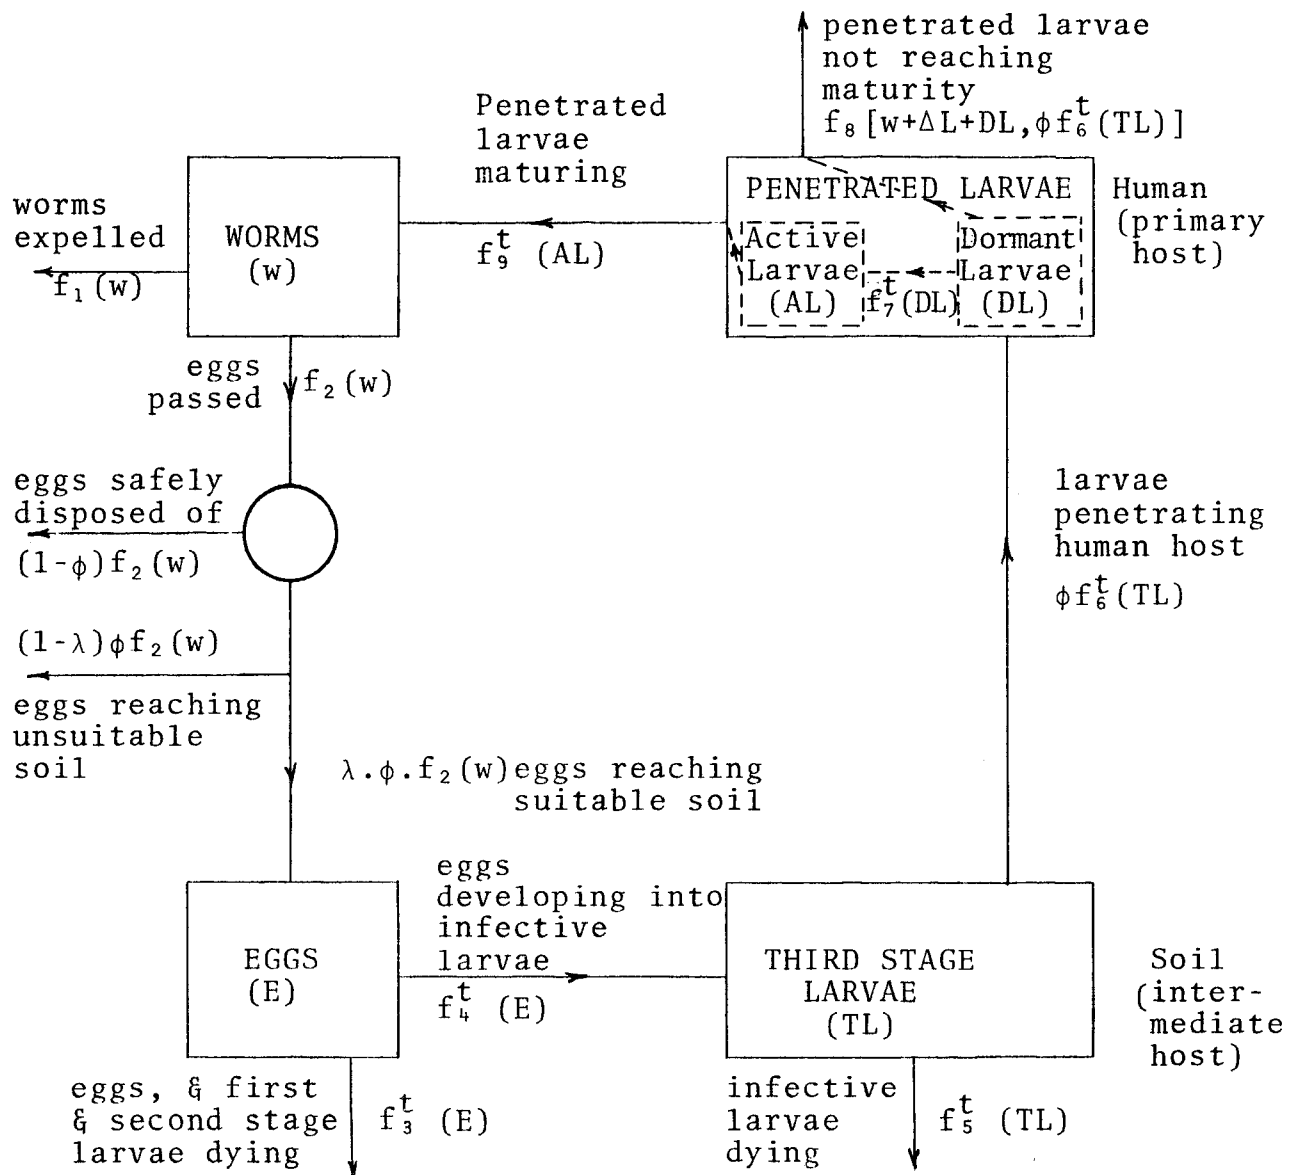 penetrated larvae
not reaching
maturity
f₈[w+ΔL+DL,ϕf₆ᵗ(TL)]
Penetrated
larvae
maturing
f₉ᵗ (AL)
worms
expelled
f₁(w)
WORMS
(w)
PENETRATED LARVAE
Active
Larvae
(AL)
f₇ᵗ(DL)
Dormant
Larvae
(DL)
Human
(primary
host)
eggs
passed
f₂(w)
eggs safely
disposed of
(1-ϕ)f₂(w)
(1-λ)ϕf₂(w)
eggs reaching
unsuitable
soil
λ.ϕ.f₂(w)eggs reaching
suitable soil
larvae
penetrating
human host
ϕf₆ᵗ(TL)
eggs
developing into
infective
larvae
f₄ᵗ (E)
EGGS
(E)
THIRD STAGE
LARVAE
(TL)
Soil
(inter-
mediate
host)
eggs, & first
& second stage
larvae dying
f₃ᵗ (E)
infective
larvae
dying
f₅ᵗ (TL)